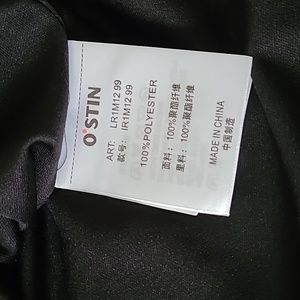 O'STIN
ART: LR1M12 99
款号: IR1M12 99
100%POLYESTER
面料：100%聚酯纤维
里料：100%聚酯纤维
MADE IN CHINA
中国制造